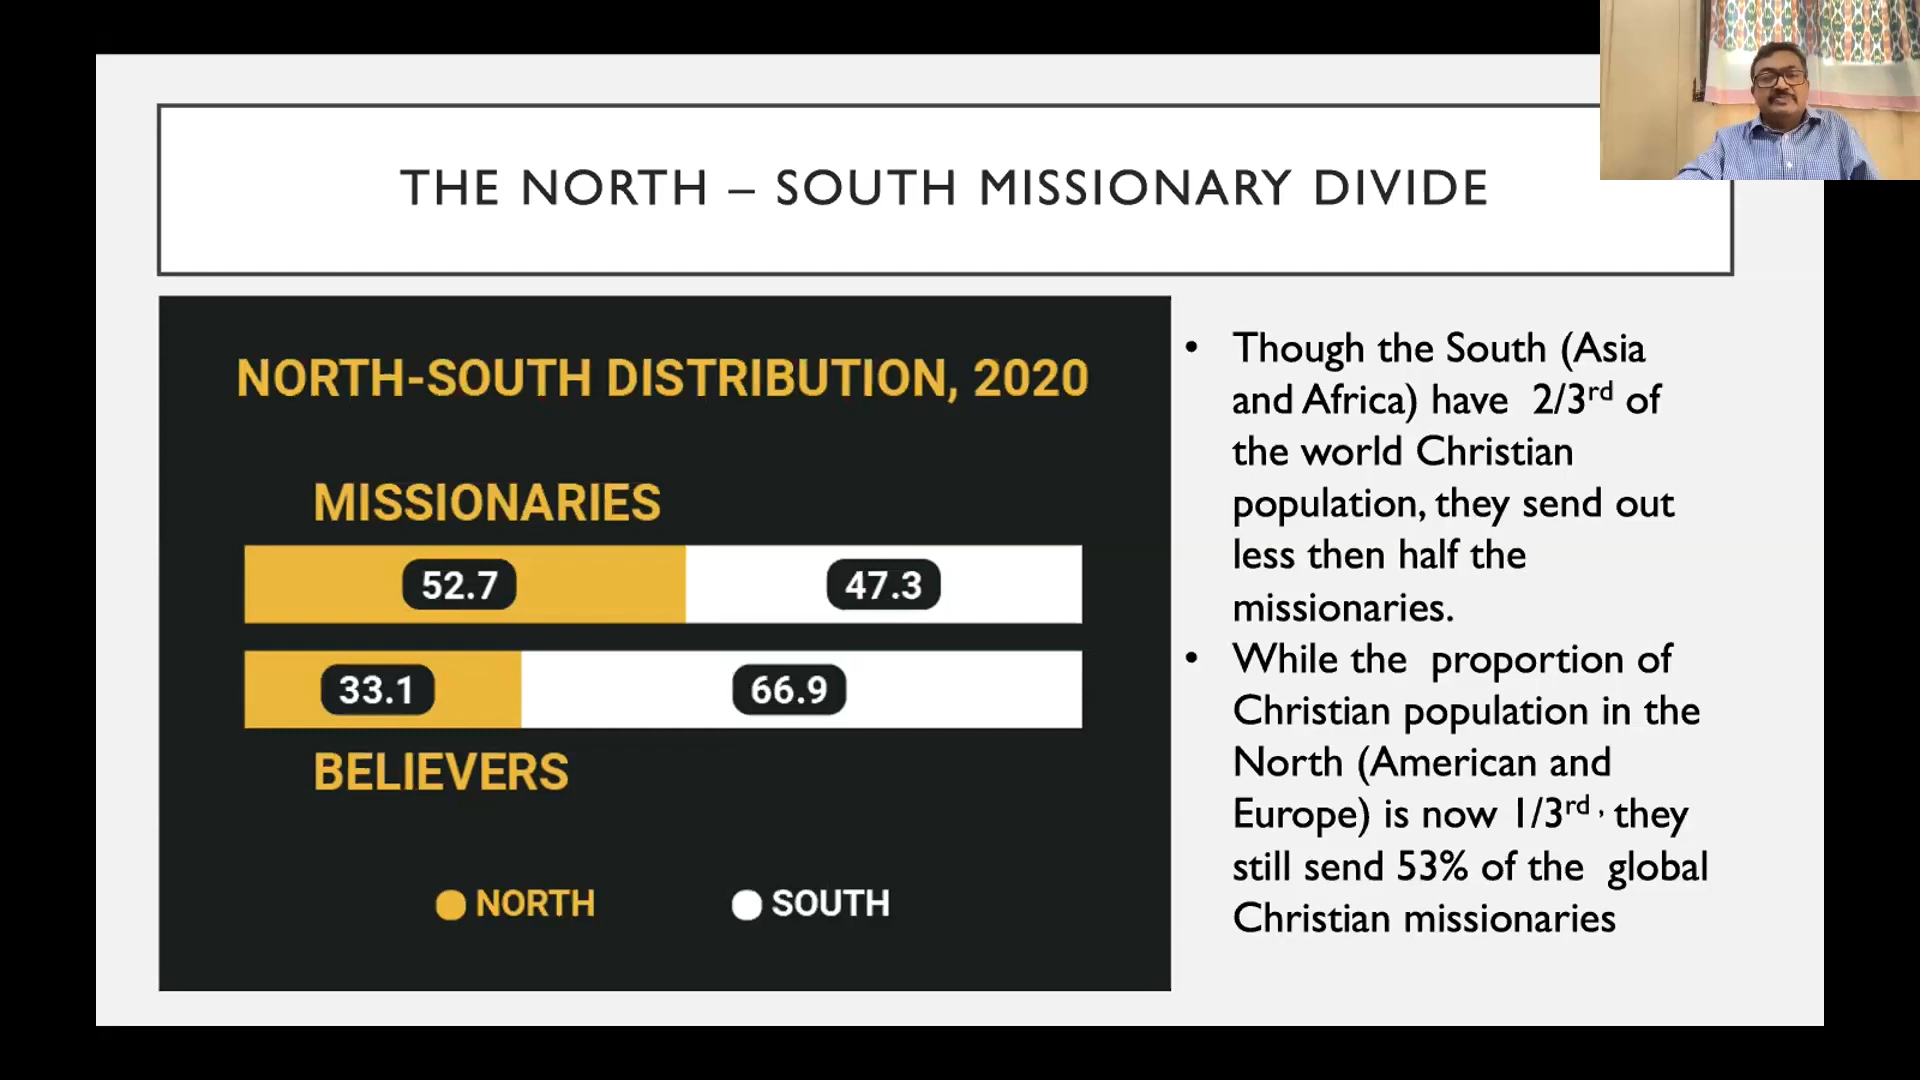 THE NORTH – SOUTH MISSIONARY DIVIDE
NORTH-SOUTH DISTRIBUTION, 2020
MISSIONARIES
52.7 47.3
33.1 66.9
BELIEVERS
NORTH SOUTH
• Though the South (Asia
and Africa) have 2/3rd of
the world Christian
population, they send out
less then half the
missionaries.
• While the proportion of
Christian population in the
North (American and
Europe) is now 1/3rd , they
still send 53% of the global
Christian missionaries